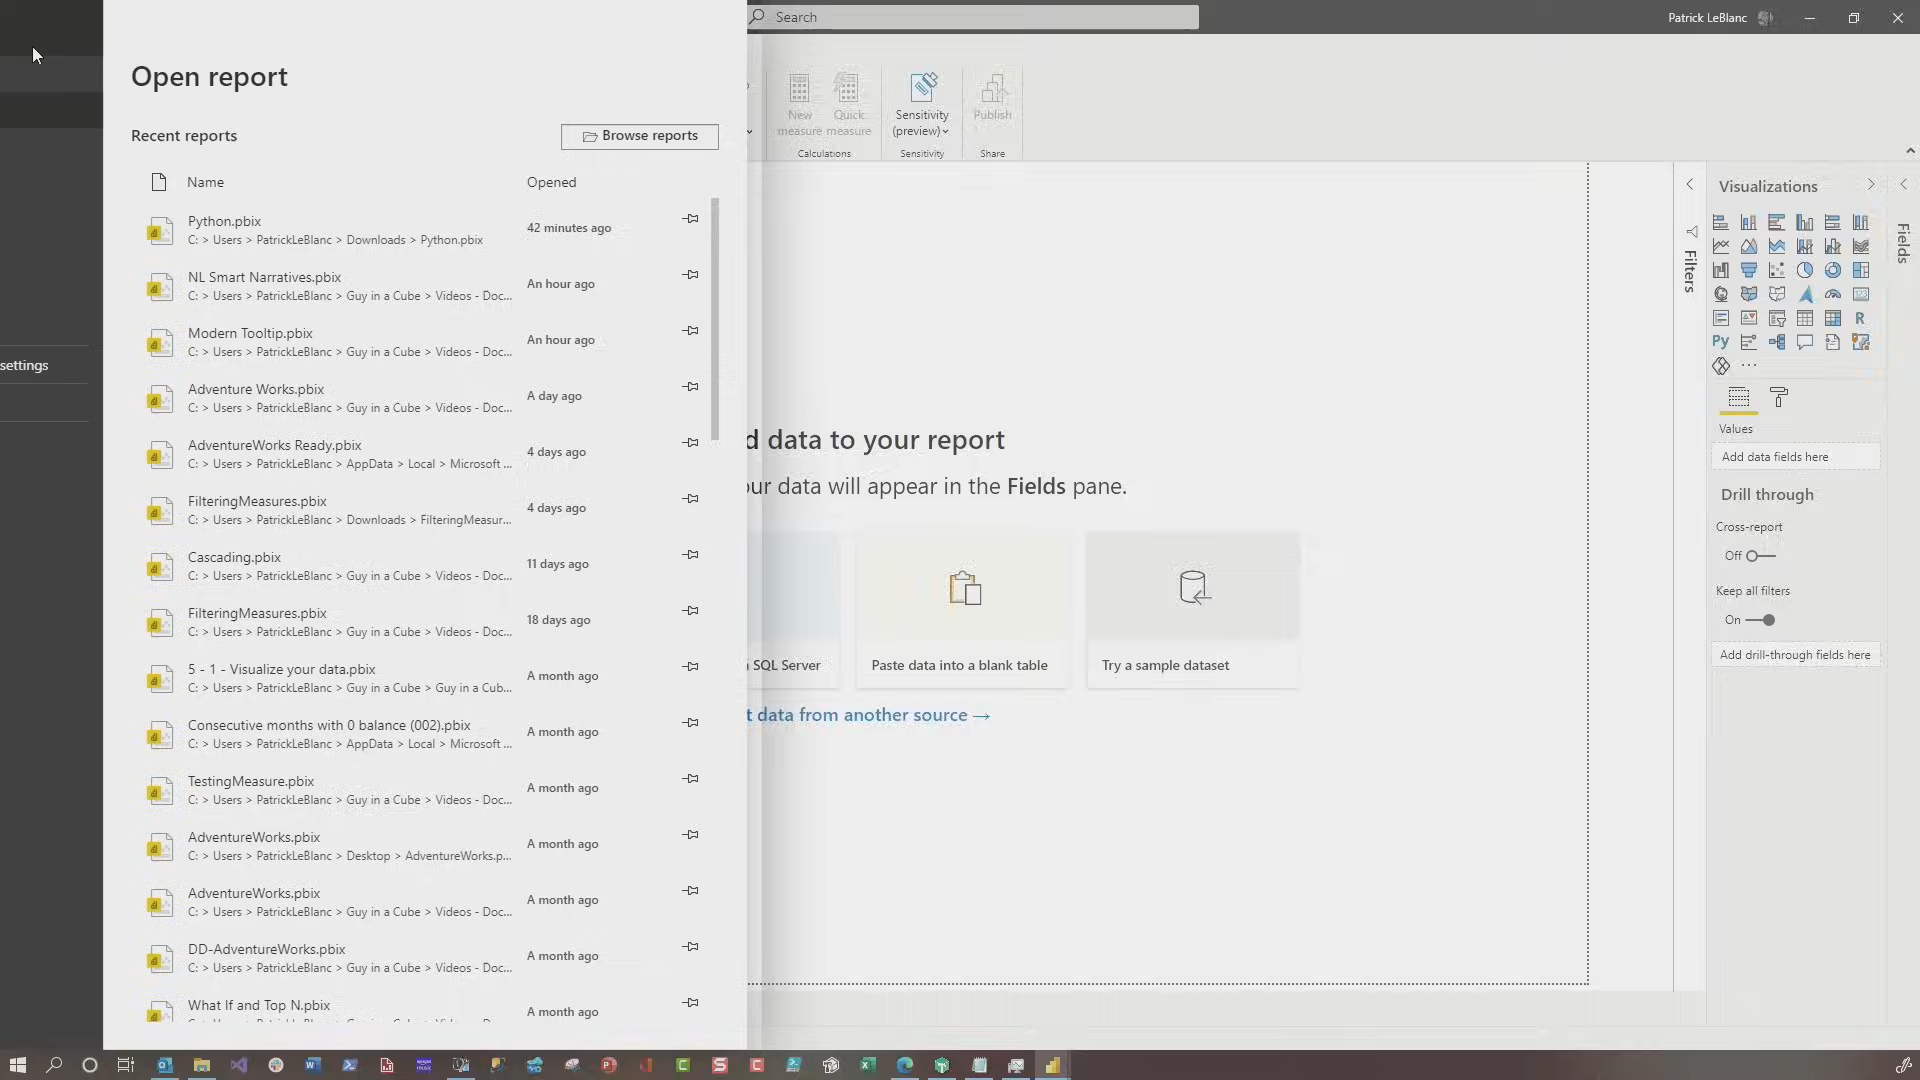 Search
Patrick LeBlanc
Open report
Recent reports
Browse reports
Name
Opened
Python.pbix
C: > Users > PatrickLeBlanc > Downloads > Python.pbix
42 minutes ago
NL Smart Narratives.pbix
C: > Users > PatrickLeBlanc > Guy in a Cube > Videos - Doc...
An hour ago
Modern Tooltip.pbix
C: > Users > PatrickLeBlanc > Guy in a Cube > Videos - Doc...
An hour ago
Adventure Works.pbix
C: > Users > PatrickLeBlanc > Guy in a Cube > Videos - Doc...
A day ago
AdventureWorks Ready.pbix
C: > Users > PatrickLeBlanc > AppData > Local > Microsoft ...
4 days ago
FilteringMeasures.pbix
C: > Users > PatrickLeBlanc > Downloads > FilteringMeasur...
4 days ago
Cascading.pbix
C: > Users > PatrickLeBlanc > Guy in a Cube > Videos - Doc...
11 days ago
FilteringMeasures.pbix
C: > Users > PatrickLeBlanc > Guy in a Cube > Videos - Doc...
18 days ago
5 - 1 - Visualize your data.pbix
C: > Users > PatrickLeBlanc > Guy in a Cube > Guy in a Cub...
A month ago
Consecutive months with 0 balance (002).pbix
C: > Users > PatrickLeBlanc > AppData > Local > Microsoft ...
A month ago
TestingMeasure.pbix
C: > Users > PatrickLeBlanc > Guy in a Cube > Videos - Doc...
A month ago
AdventureWorks.pbix
C: > Users > PatrickLeBlanc > Desktop > AdventureWorks.p...
A month ago
AdventureWorks.pbix
C: > Users > PatrickLeBlanc > Guy in a Cube > Videos - Doc...
A month ago
DD-AdventureWorks.pbix
C: > Users > PatrickLeBlanc > Guy in a Cube > Videos - Doc...
A month ago
What If and Top N.pbix
A month ago
settings
New measure
Quick measure
Calculations
Sensitivity (preview)
Sensitivity
Publish
Share
d data to your report
our data will appear in the Fields pane.
SQL Server
Paste data into a blank table
Try a sample dataset
t data from another source →
Filters
Visualizations
Fields
R
Py
Values
Add data fields here
Drill through
Cross-report
Off
Keep all filters
On
Add drill-through fields here